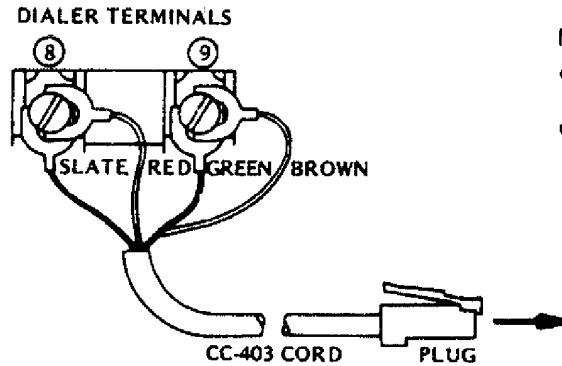 DIALER TERMINALS
8 9
SLATE RED GREEN BROWN
CC-403 CORD PLUG